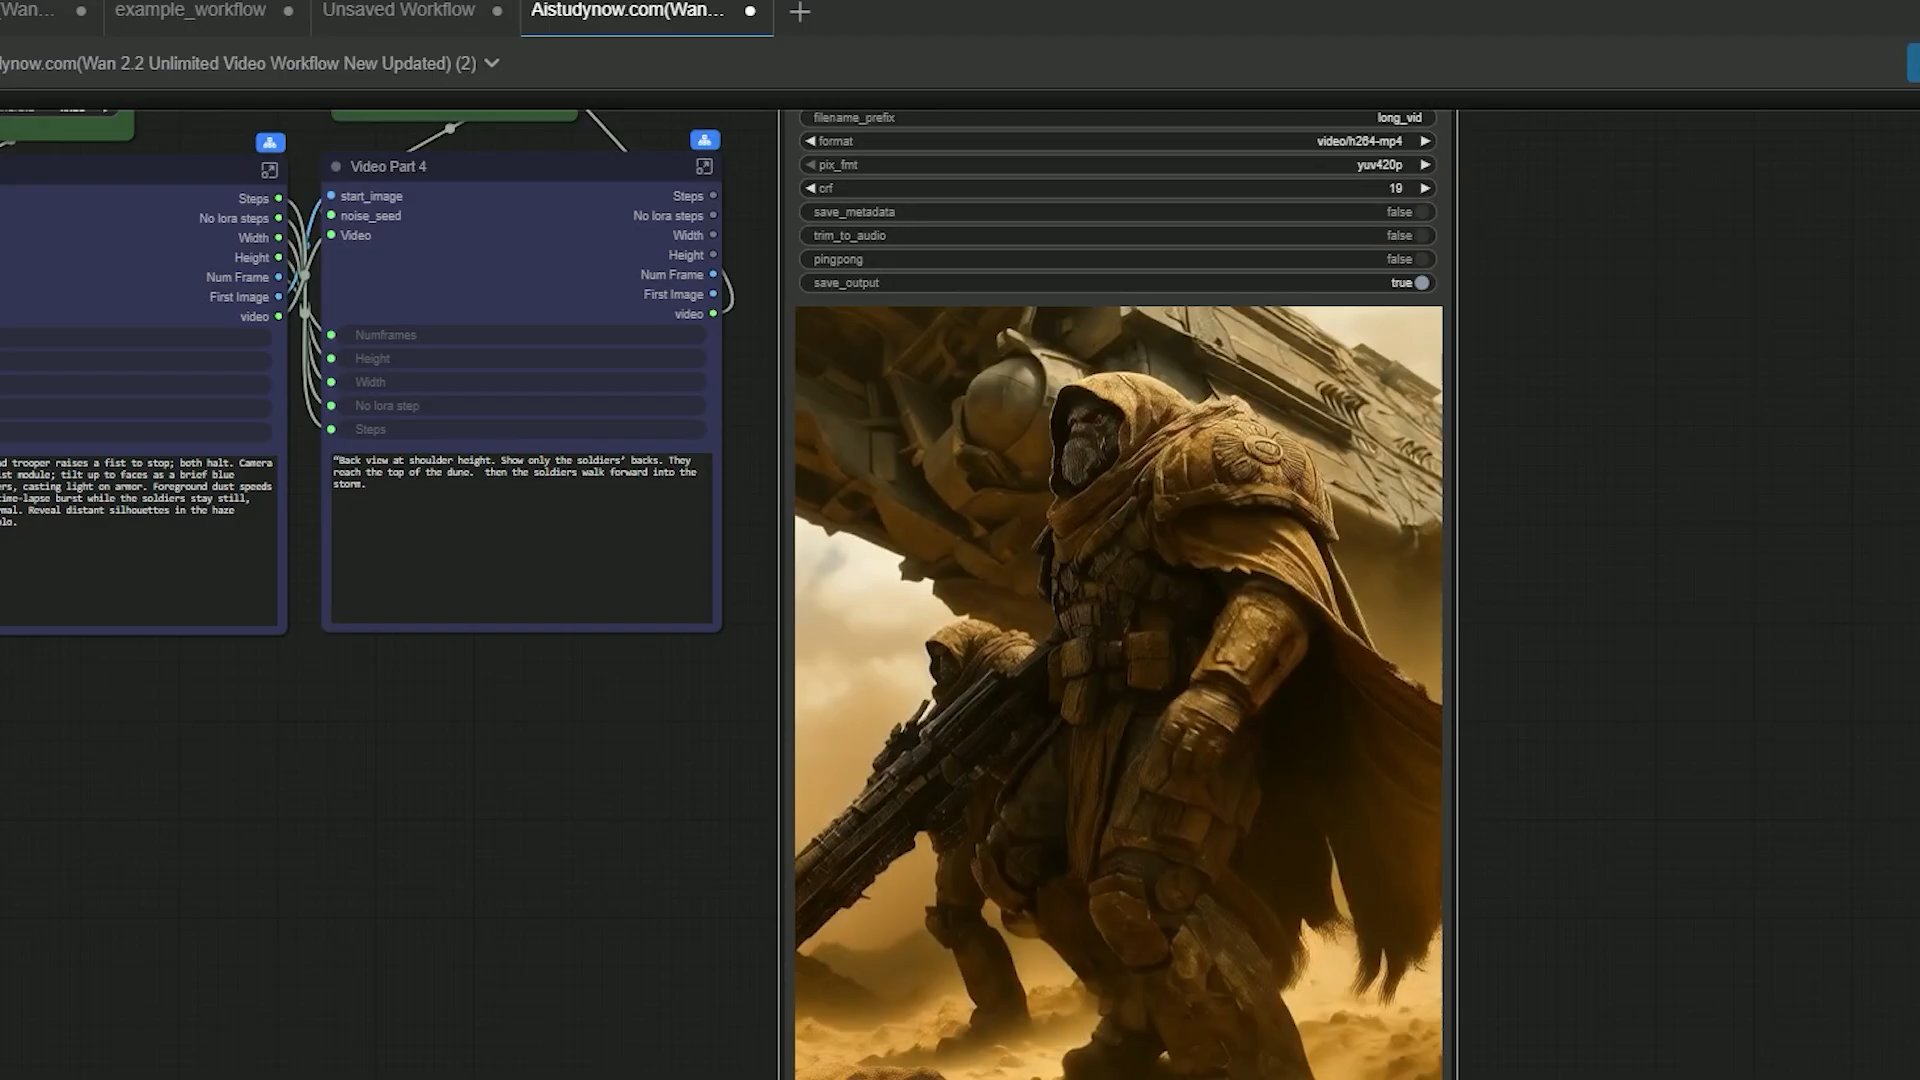 (Wan...
example_workflow
Unsaved Workflow
Aistudynow.com(Wan...
dynow.com(Wan 2.2 Unlimited Video Workflow New Updated) (2)
Steps
No lora steps
Width
Height
Num Frame
First Image
video
d trooper raises a fist to stop; both halt. Camera
st module; tilt up to faces as a brief blue
rs, casting light on armor. Foreground dust speeds
ime-lapse burst while the soldiers stay still,
mal. Reveal distant silhouettes in the haze
lo.
Video Part 4
start_image
noise_seed
Video
Steps
No lora steps
Width
Height
Num Frame
First Image
video
Numframes
Height
Width
No lora step
Steps
"Back view at shoulder height. Show only the soldiers' backs. They
reach the top of the dune. then the soldiers walk forward into the
storm.
filename_prefix long_vid
format video/h264-mp4
pix_fmt yuv420p
crf 19
save_metadata false
trim_to_audio false
pingpong false
save_output true